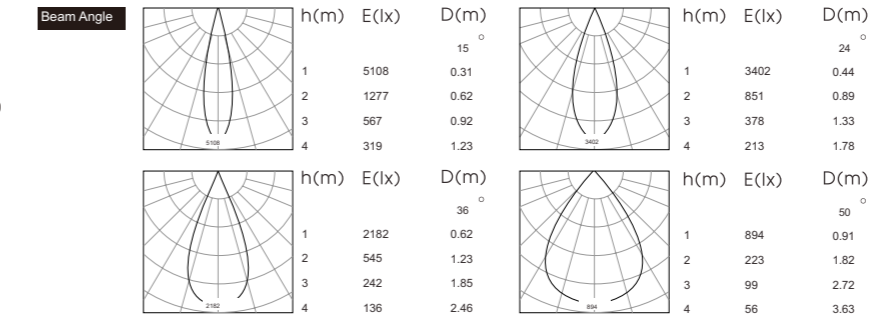 Beam Angle
h(m) E(lx) D(m)
15°
1 5108 0.31
2 1277 0.62
3 567 0.92
4 319 1.23
5108
h(m) E(lx) D(m)
24°
1 3402 0.44
2 851 0.89
3 378 1.33
4 213 1.78
3402
h(m) E(lx) D(m)
36°
1 2182 0.62
2 545 1.23
3 242 1.85
4 136 2.46
2182
h(m) E(lx) D(m)
50°
1 894 0.91
2 223 1.82
3 99 2.72
4 56 3.63
894